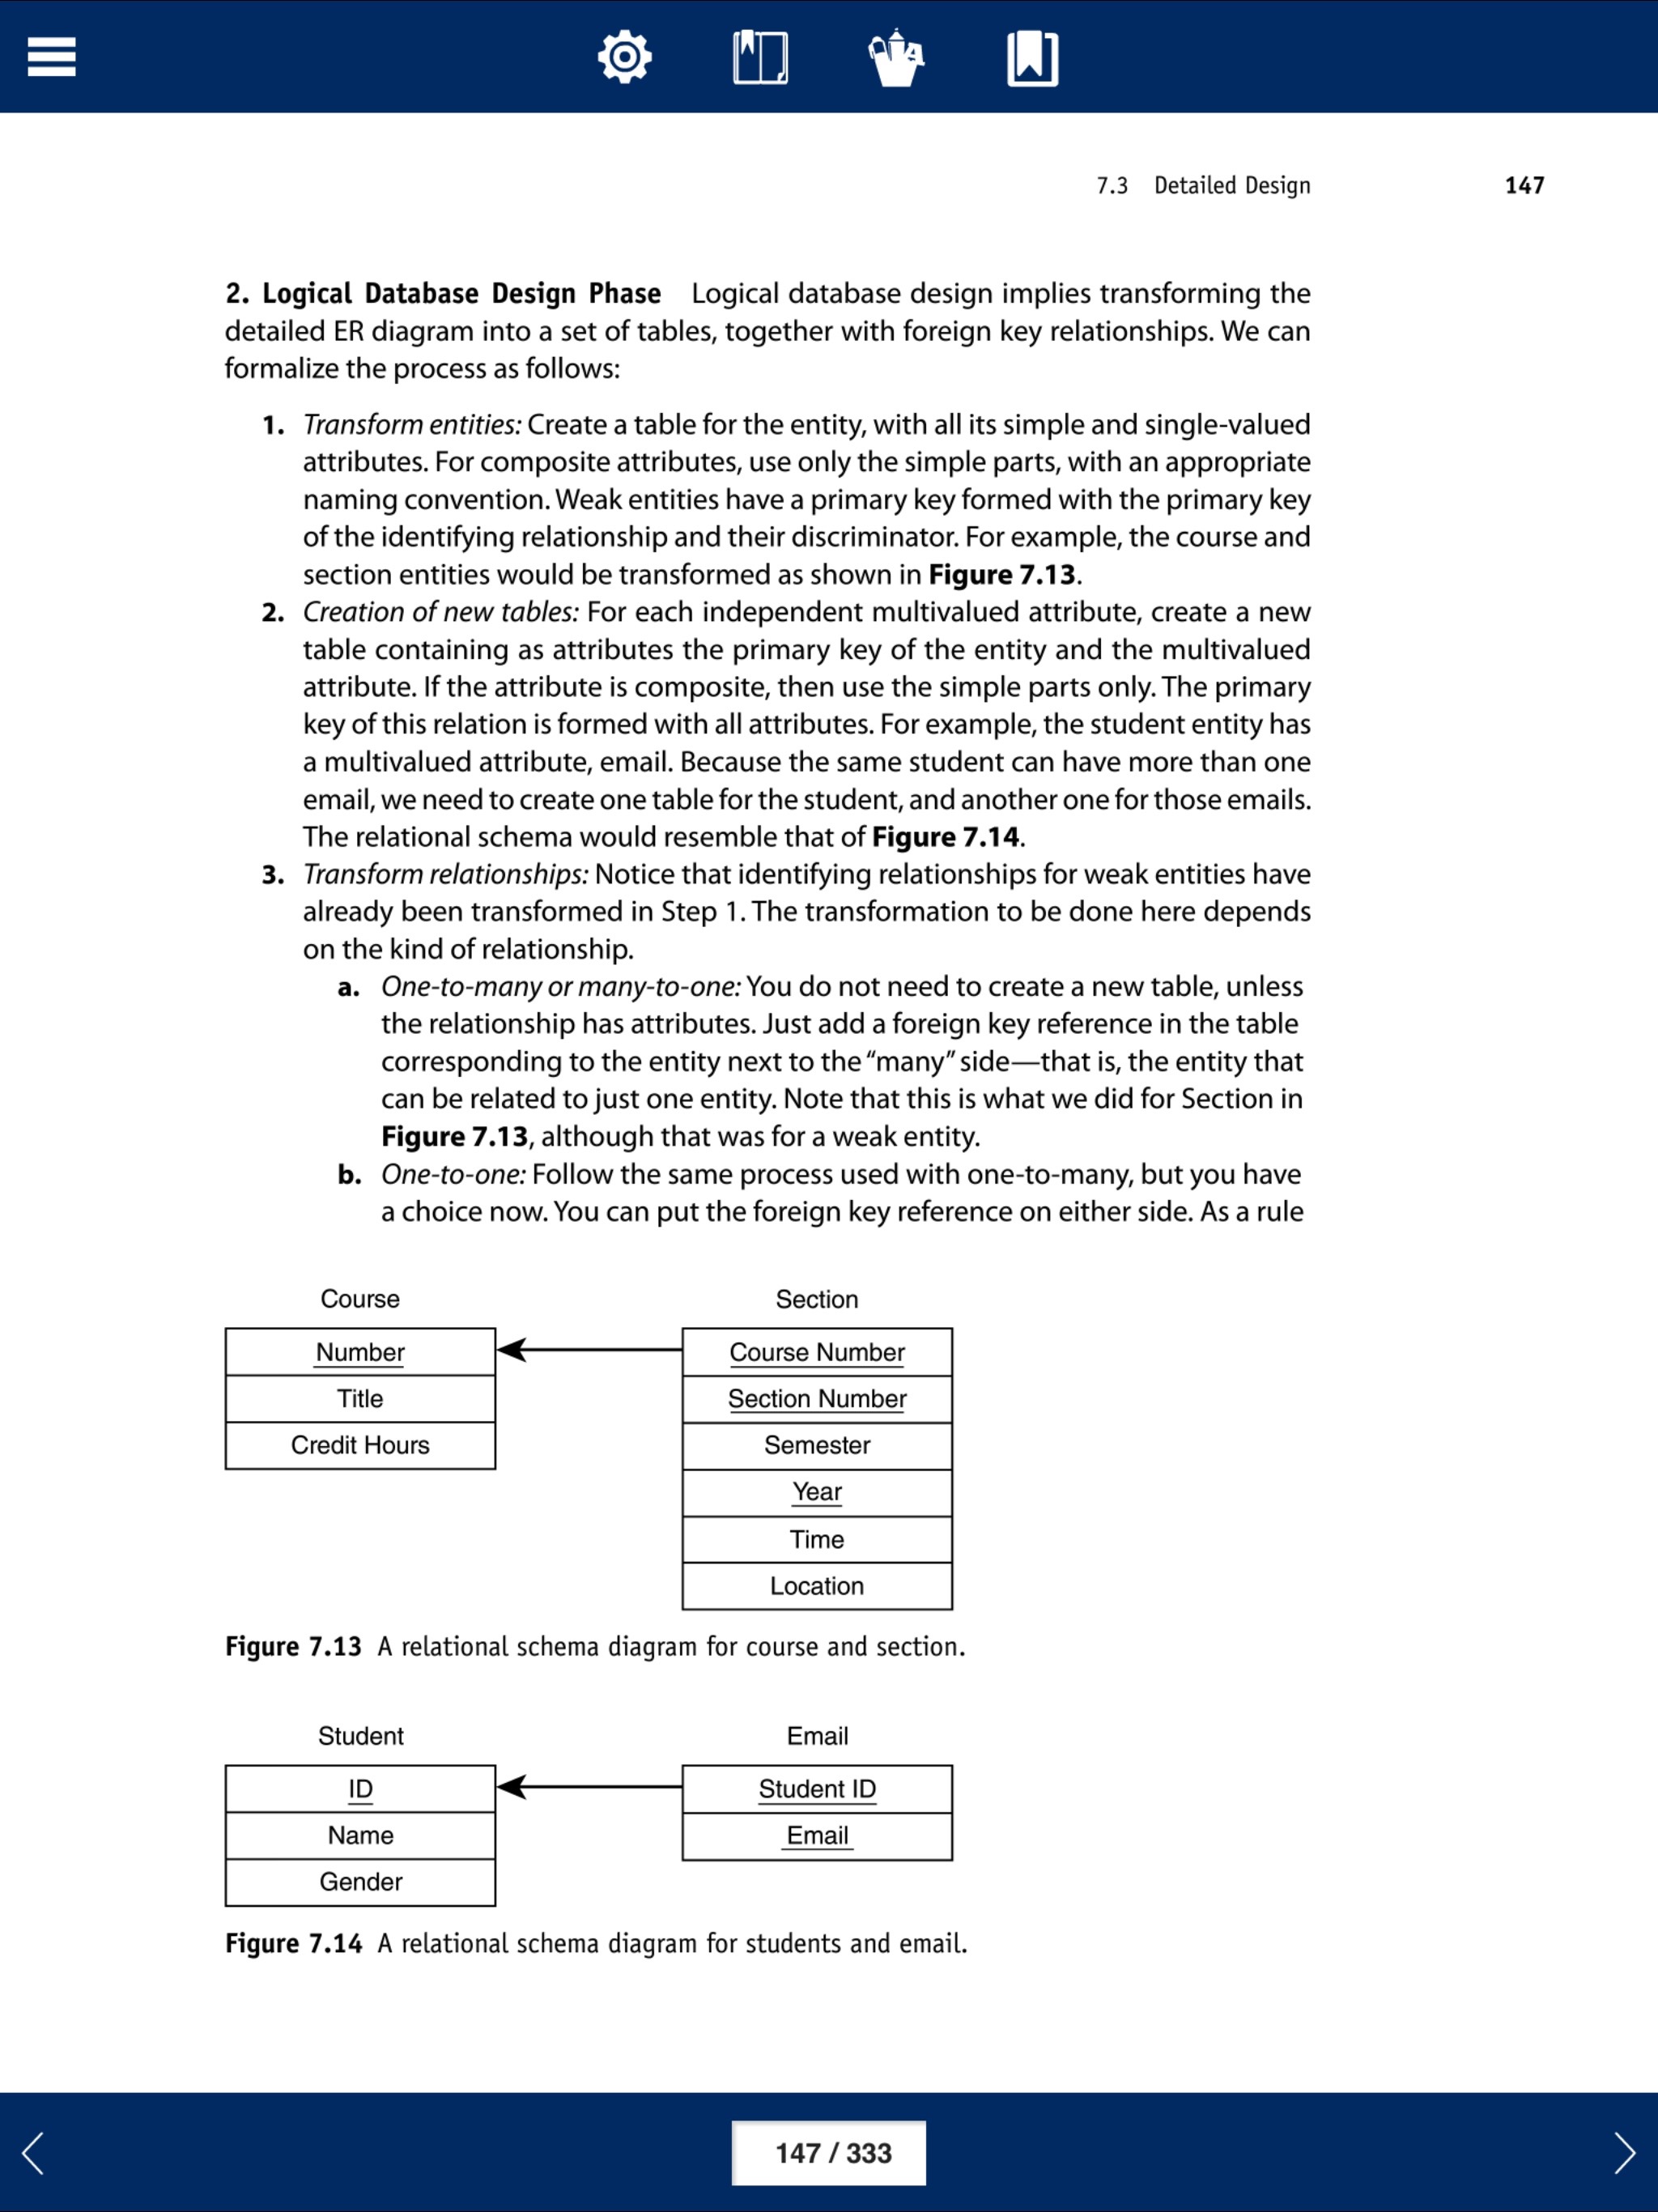 7.3 Detailed Design 147
2. Logical Database Design Phase Logical database design implies transforming the
detailed ER diagram into a set of tables, together with foreign key relationships. We can
formalize the process as follows:
1. Transform entities: Create a table for the entity, with all its simple and single-valued
attributes. For composite attributes, use only the simple parts, with an appropriate
naming convention. Weak entities have a primary key formed with the primary key
of the identifying relationship and their discriminator. For example, the course and
section entities would be transformed as shown in Figure 7.13.
2. Creation of new tables: For each independent multivalued attribute, create a new
table containing as attributes the primary key of the entity and the multivalued
attribute. If the attribute is composite, then use the simple parts only. The primary
key of this relation is formed with all attributes. For example, the student entity has
a multivalued attribute, email. Because the same student can have more than one
email, we need to create one table for the student, and another one for those emails.
The relational schema would resemble that of Figure 7.14.
3. Transform relationships: Notice that identifying relationships for weak entities have
already been transformed in Step 1. The transformation to be done here depends
on the kind of relationship.
a. One-to-many or many-to-one: You do not need to create a new table, unless
the relationship has attributes. Just add a foreign key reference in the table
corresponding to the entity next to the “many” side—that is, the entity that
can be related to just one entity. Note that this is what we did for Section in
Figure 7.13, although that was for a weak entity.
b. One-to-one: Follow the same process used with one-to-many, but you have
a choice now. You can put the foreign key reference on either side. As a rule
Course
Number
Title
Credit Hours
Section
Course Number
Section Number
Semester
Year
Time
Location
Figure 7.13 A relational schema diagram for course and section.
Student
ID
Name
Gender
Email
Student ID
Email
Figure 7.14 A relational schema diagram for students and email.
147 / 333